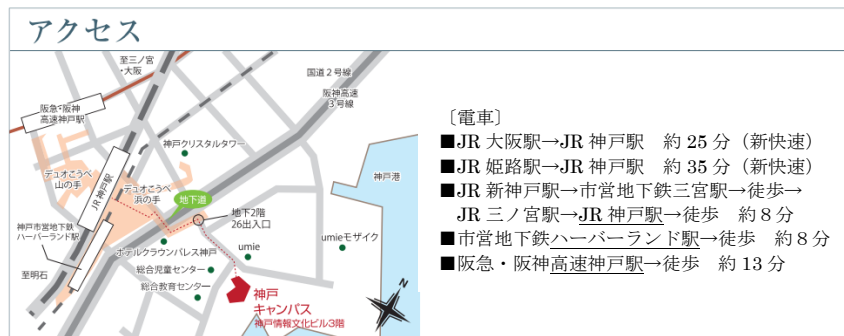 アクセス
至三ノ宮
・大阪
国道２号線
阪神高速
３号線
阪急・阪神
高速神戸駅
神戸クリスタルタワー
デュオこうべ
山の手
JR神戸駅
デュオこうべ
浜の手
地下道
神戸港
地下2階
26出入口
神戸市営地下鉄
ハーバーランド駅
ホテルクラウンパレス神戸
umie
umieモザイク
至明石
総合児童センター
総合教育センター
神戸
キャンパス
神戸情報文化ビル3階
N
〔電車〕
■JR 大阪駅→JR 神戸駅　約 25 分（新快速）
■JR 姫路駅→JR 神戸駅　約 35 分（新快速）
■JR 新神戸駅→市営地下鉄三宮駅→徒歩→
JR 三ノ宮駅→JR 神戸駅→徒歩　約８分
■市営地下鉄ハーバーランド駅→徒歩　約８分
■阪急・阪神高速神戸駅→徒歩　約 13 分